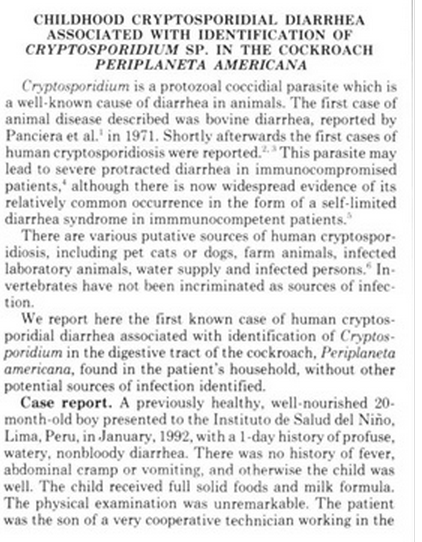 CHILDHOOD CRYPTOSPORIDIAL DIARRHEA
ASSOCIATED WITH IDENTIFICATION OF
CRYPTOSPORIDIUM SP. IN THE COCKROACH
PERIPLANETA AMERICANA
Cryptosporidium is a protozoal coccidial parasite which is
a well-known cause of diarrhea in animals. The first case of
animal disease described was bovine diarrhea, reported by
Panciera et al.¹ in 1971. Shortly afterwards the first cases of
human cryptosporidiosis were reported.²,³ This parasite may
lead to severe protracted diarrhea in immunocompromised
patients,⁴ although there is now widespread evidence of its
relatively common occurrence in the form of a self-limited
diarrhea syndrome in immmunocompetent patients.⁵
There are various putative sources of human cryptospor-
idiosis, including pet cats or dogs, farm animals, infected
laboratory animals, water supply and infected persons.⁶ In-
vertebrates have not been incriminated as sources of infec-
tion.
We report here the first known case of human cryptos-
poridial diarrhea associated with identification of Cryptos-
poridium in the digestive tract of the cockroach, Periplaneta
americana, found in the patient's household, without other
potential sources of infection identified.
Case report. A previously healthy, well-nourished 20-
month-old boy presented to the Instituto de Salud del Niño,
Lima, Peru, in January, 1992, with a 1-day history of profuse,
watery, nonbloody diarrhea. There was no history of fever,
abdominal cramp or vomiting, and otherwise the child was
well. The child received full solid foods and milk formula.
The physical examination was unremarkable. The patient
was the son of a very cooperative technician working in the